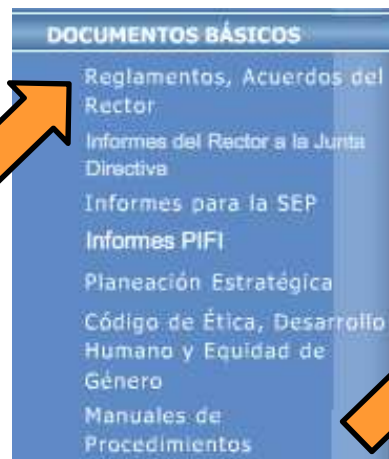 DOCUMENTOS BÁSICOS
Reglamentos, Acuerdos del
Rector
Informes del Rector a la Junta
Directiva
Informes para la SEP
Informes PIFI
Planeación Estratégica
Código de Ética, Desarrollo
Humano y Equidad de
Género
Manuales de
Procedimientos